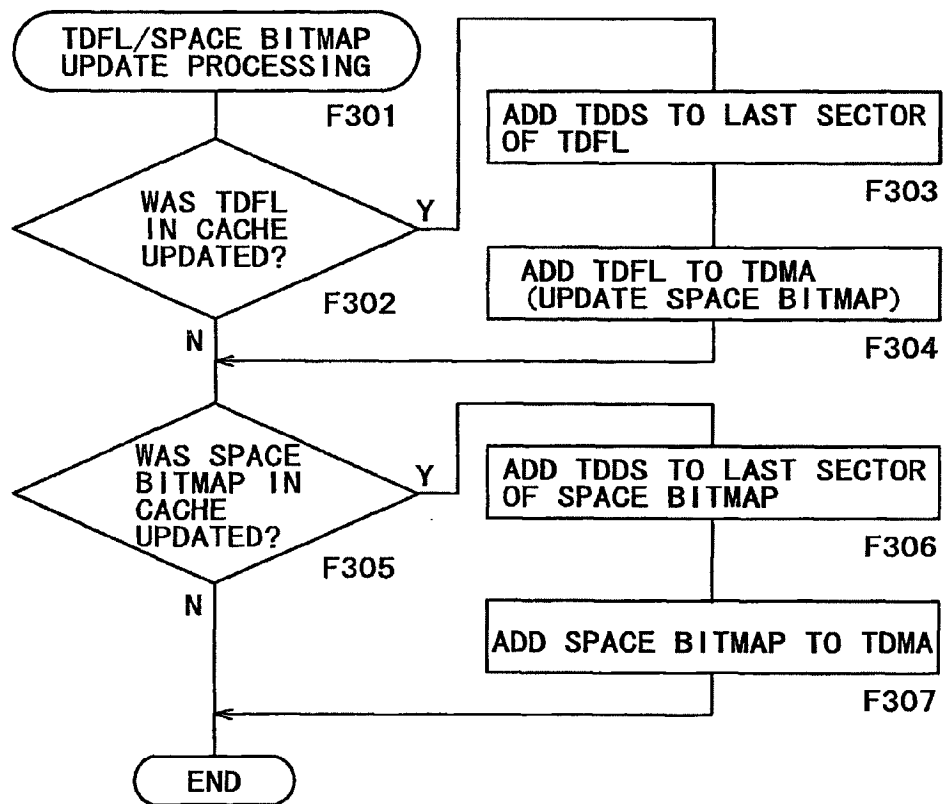 TDFL/SPACE BITMAP
UPDATE PROCESSING
F301
WAS TDFL
IN CACHE
UPDATED?
Y
F302
N
ADD TDDS TO LAST SECTOR
OF TDFL
F303
ADD TDFL TO TDMA
(UPDATE SPACE BITMAP)
F304
WAS SPACE
BITMAP IN
CACHE
UPDATED?
Y
F305
N
ADD TDDS TO LAST SECTOR
OF SPACE BITMAP
F306
ADD SPACE BITMAP TO TDMA
F307
END